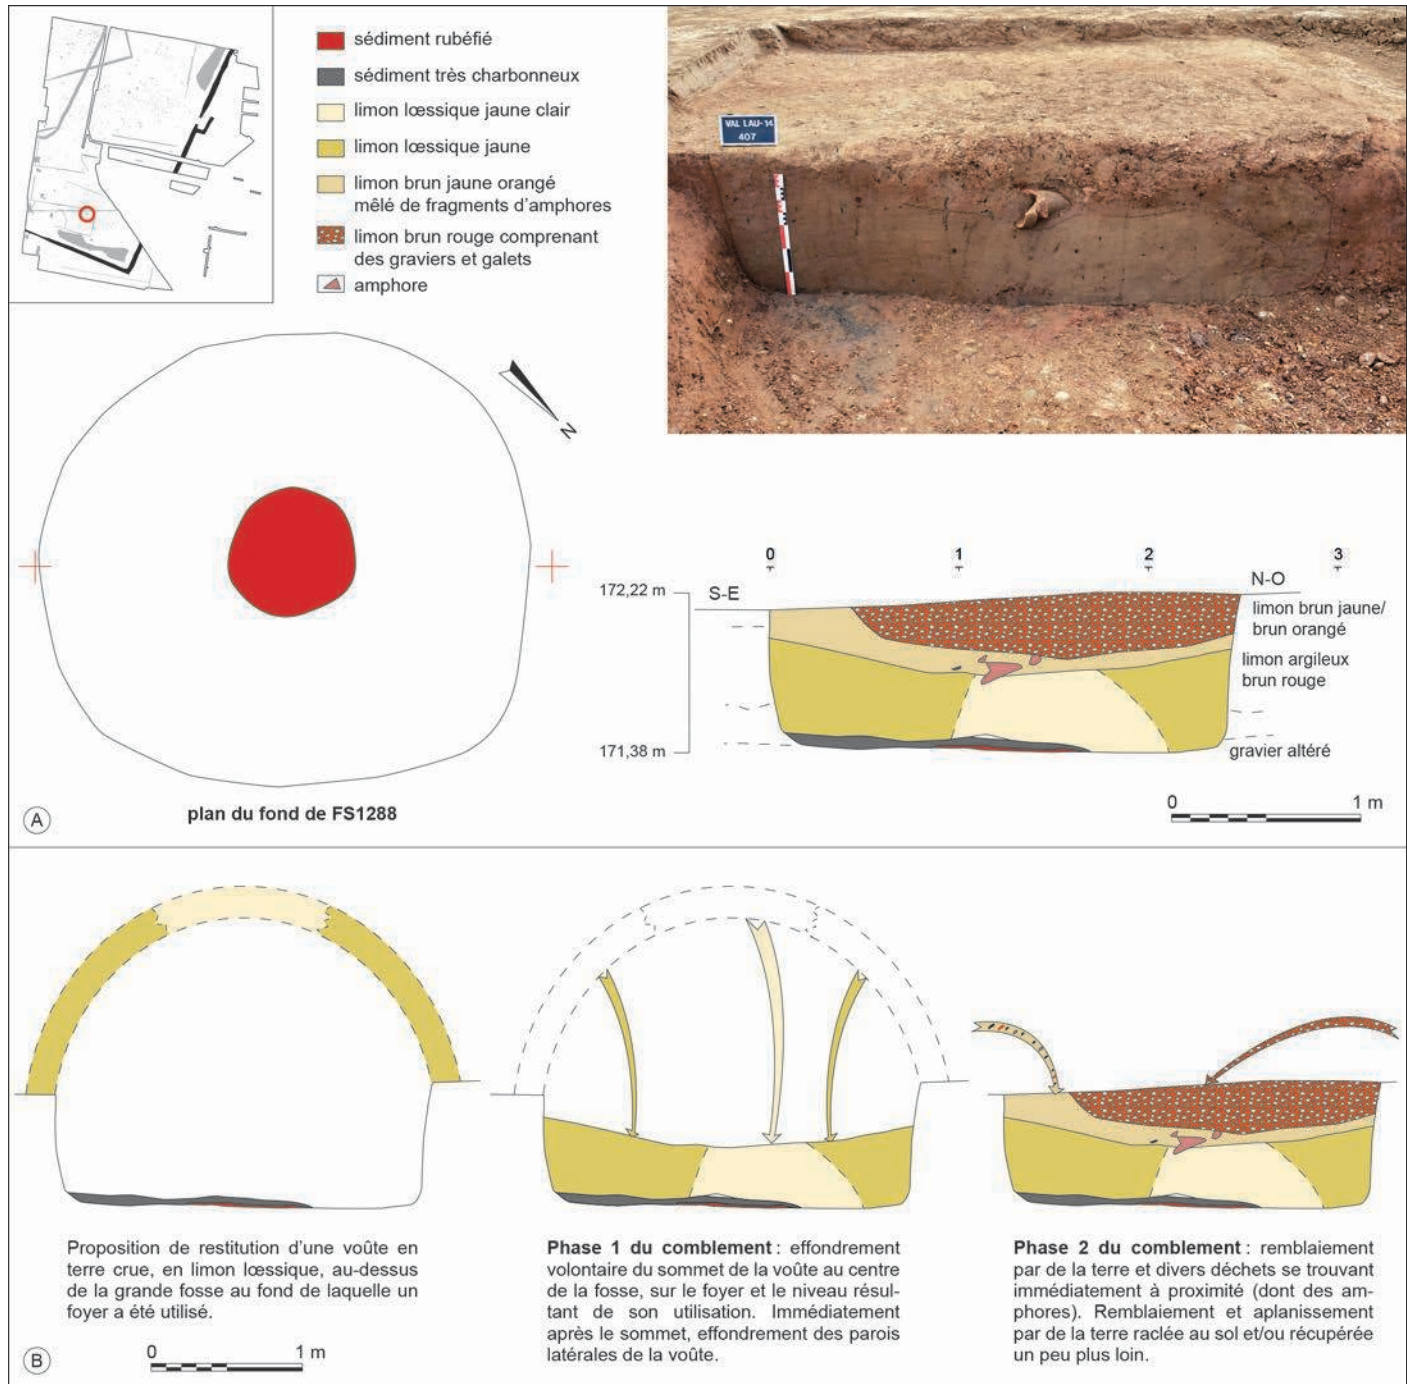 sédiment rubéfié
sédiment très charbonneux
limon lœssique jaune clair
limon lœssique jaune
limon brun jaune orangé
mêlé de fragments d'amphores
limon brun rouge comprenant
des graviers et galets
amphore
VAL LAU-14
407
N
0 1 2 3
172,22 m
S-E
N-O
limon brun jaune/
brun orangé
limon argileux
brun rouge
171,38 m
gravier altéré
plan du fond de FS1288
0 1 m
A
Proposition de restitution d'une voûte en
terre crue, en limon lœssique, au-dessus
de la grande fosse au fond de laquelle un
foyer a été utilisé.
0 1 m
B
Phase 1 du comblement : effondrement
volontaire du sommet de la voûte au centre
de la fosse, sur le foyer et le niveau résul-
tant de son utilisation. Immédiatement
après le sommet, effondrement des parois
latérales de la voûte.
Phase 2 du comblement : remblaiement
par de la terre et divers déchets se trouvant
immédiatement à proximité (dont des am-
phores). Remblaiement et aplanissement
par de la terre raclée au sol et/ou récupérée
un peu plus loin.